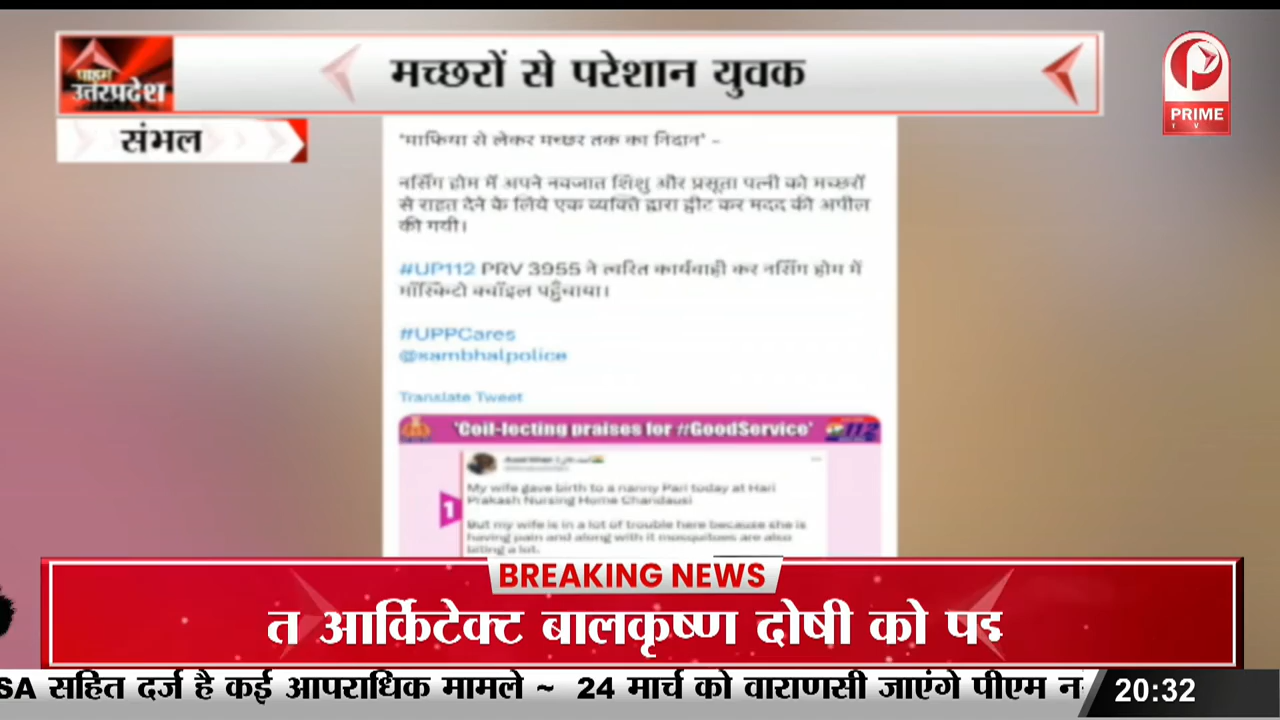 मच्छरों से परेशान युवक
प्राइम
उत्तरप्रदेश
PRIME
TV
संभल
'माफिया से लेकर मच्छर तक का निदान' -
नर्सिंग होम में अपने नवजात शिशु और प्रसूता पत्नी को मच्छरों
से राहत देने के लिये एक व्यक्ति द्वारा ट्वीट कर मदद की अपील
की गयी।
#UP112 PRV 3955 ने त्वरित कार्यवाही कर नर्सिंग होम में
मॉस्किटो क्वॉइल पहुँचाया।
#UPPCares
@sambhalpolice
Translate Tweet
'Coil-lecting praises for #GoodService'
112
1
My wife gave birth to a nanny Pari today at Hari
Prakash Nursing Home Chandausi
But my wife is in a lot of trouble here because she is
having pain and along with it mosquitoes are also
biting a lot.
BREAKING NEWS
त आर्किटेक्ट बालकृष्ण दोषी को पद्म
SA सहित दर्ज है कई आपराधिक मामले ~ 24 मार्च को वाराणसी जाएंगे पीएम न
20:32